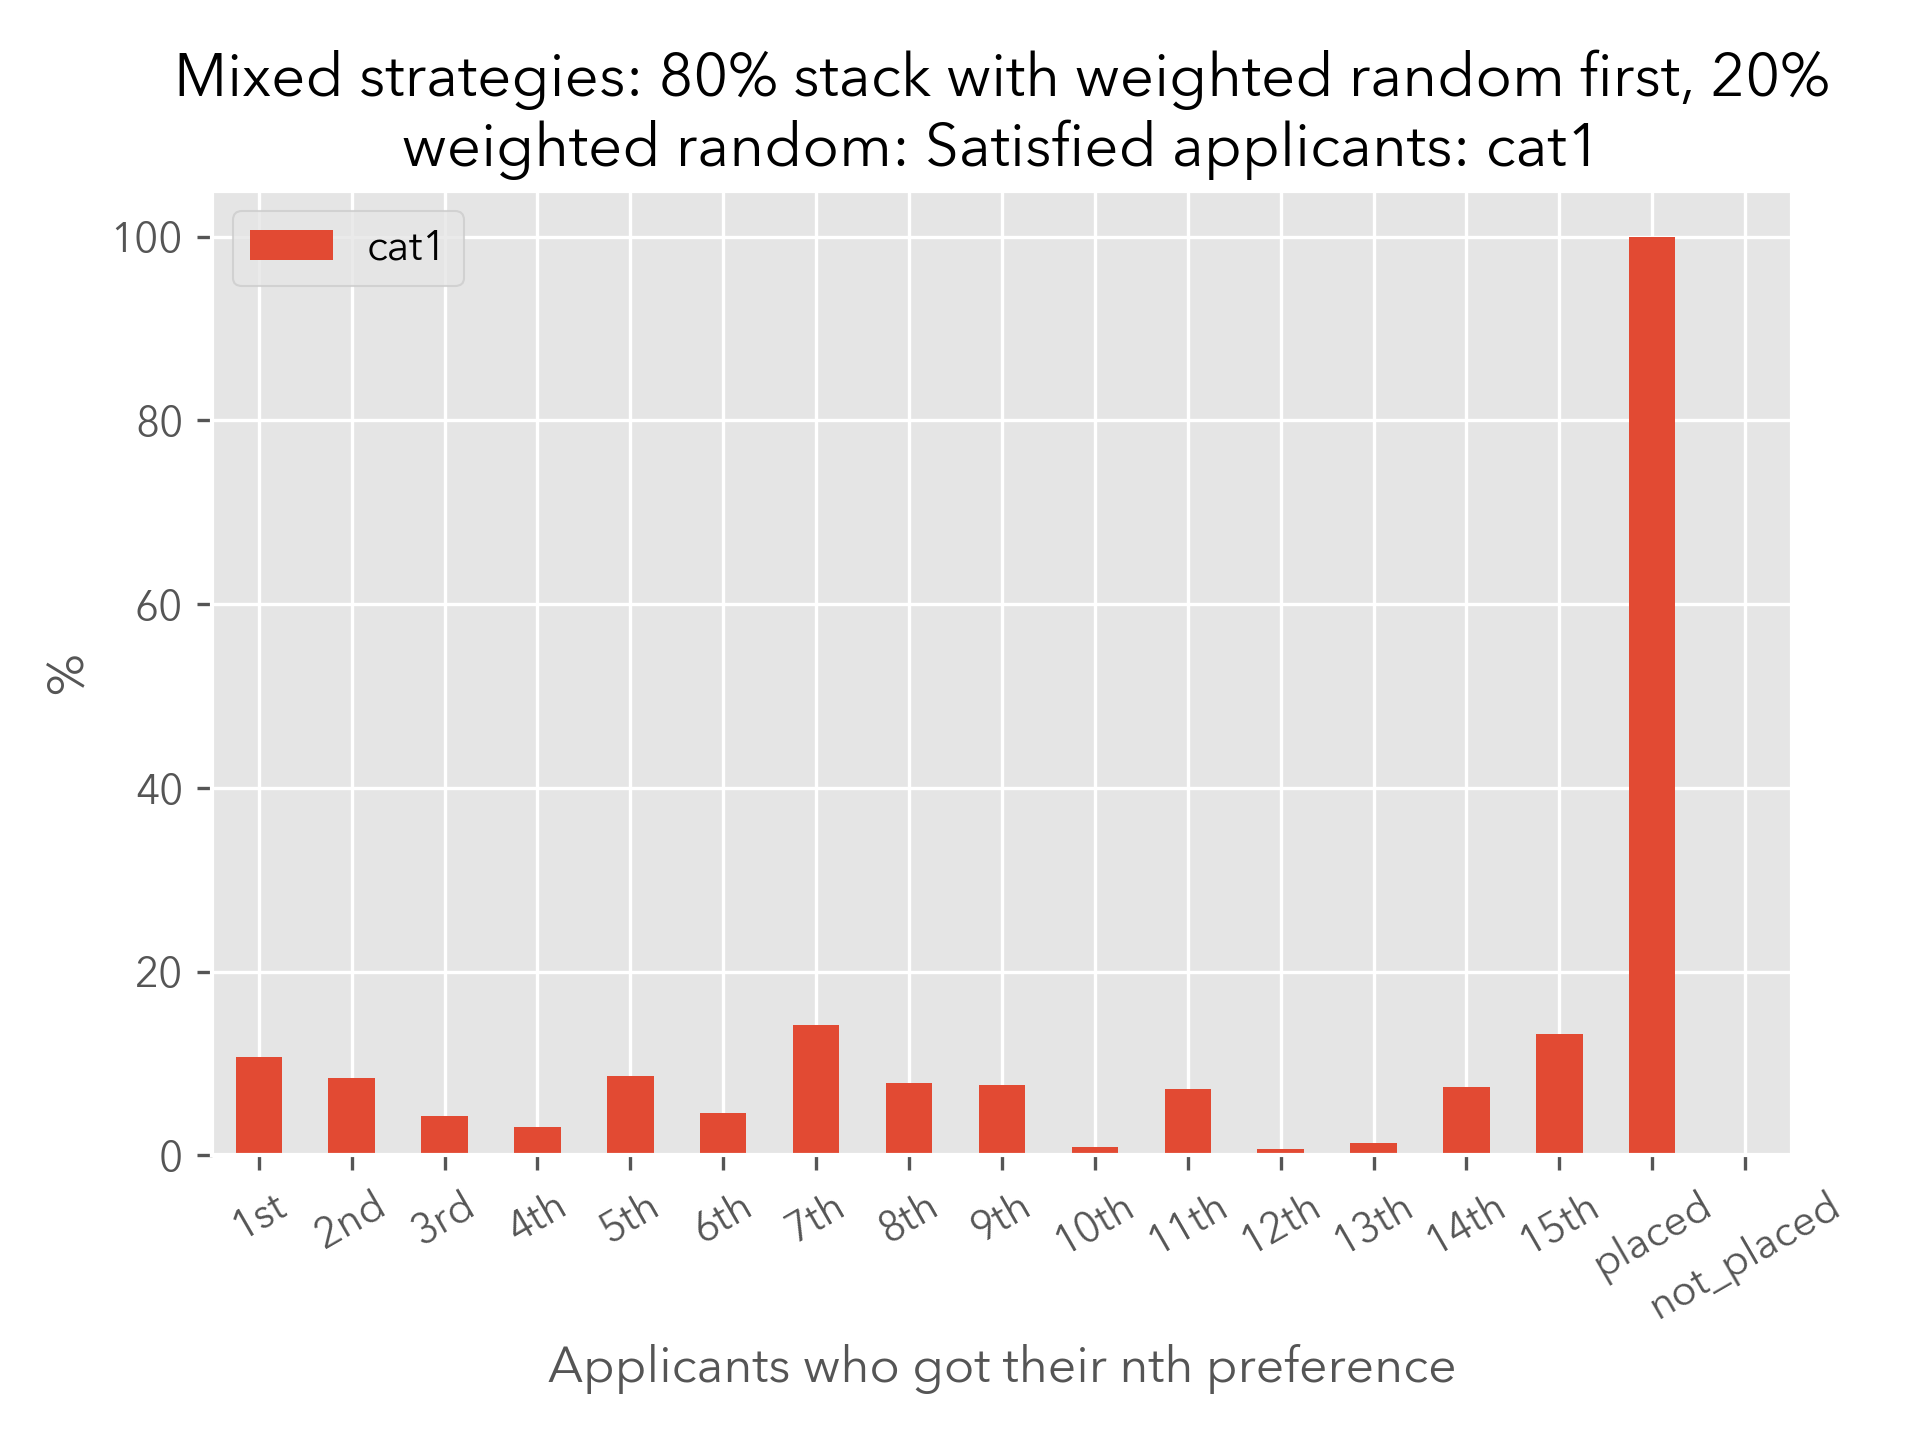 Mixed strategies: 80% stack with weighted random first, 20%
weighted random: Satisfied applicants: cat1
cat1
100
80
60
40
20
0
%
1st
2nd
3rd
4th
5th
6th
7th
8th
9th
10th
11th
12th
13th
14th
15th
placed
not_placed
Applicants who got their nth preference